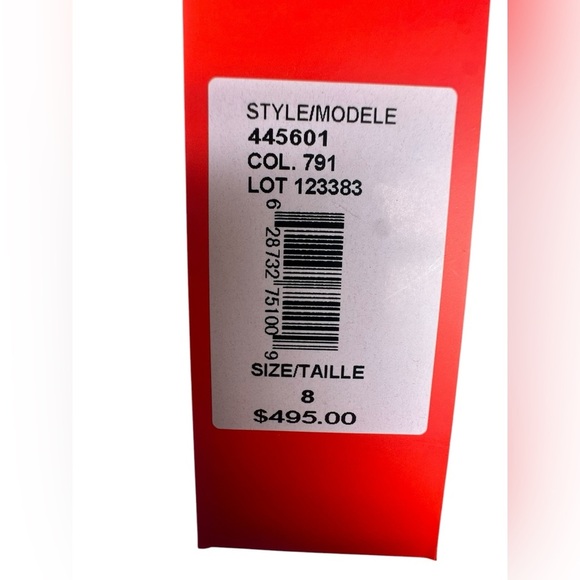 STYLE/MODELE
445601
COL. 791
LOT 123383
6 28732 75100 9
SIZE/TAILLE
8
$495.00